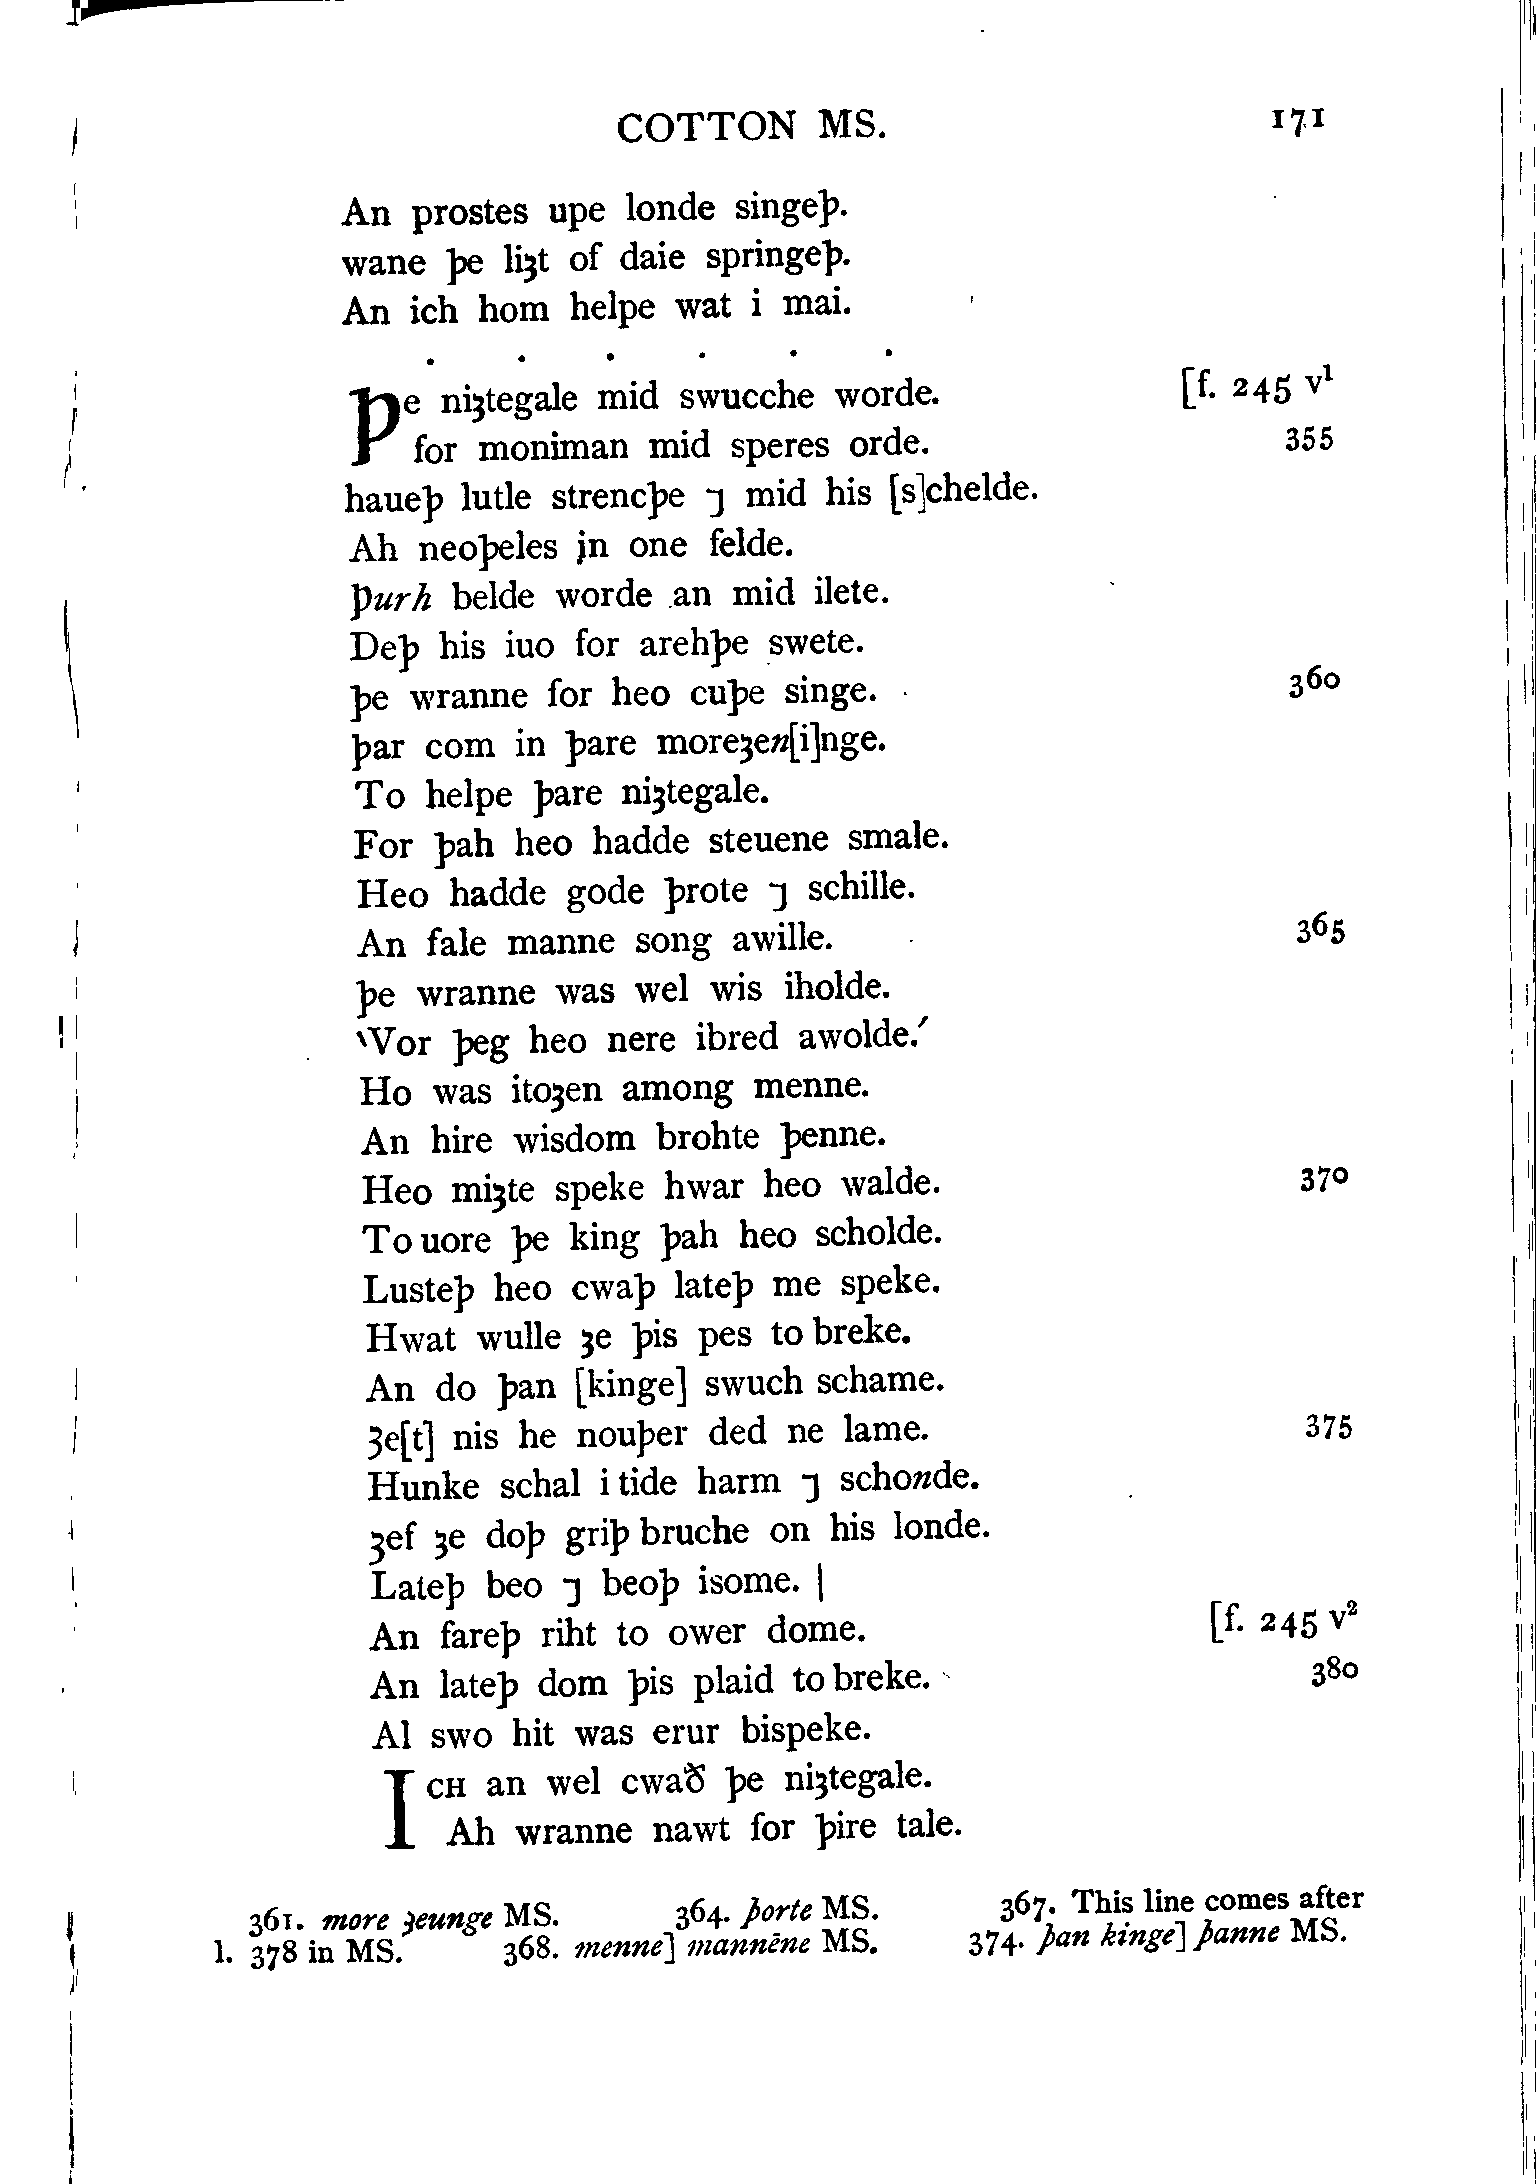 COTTON MS. 171
An prostes upe londe singeþ.
wane þe liȝt of daie springeþ.
An ich hom helpe wat i mai.
. . . . . .
Þe niȝtegale mid swucche worde. [f. 245 v¹
for moniman mid speres orde. 355
haueþ lutle strencþe ⁊ mid his [s]chelde.
Ah neoþeles in one felde.
Þurh belde worde an mid ilete.
Deþ his iuo for arehþe swete.
þe wranne for heo cuþe singe. 360
þar com in þare moreȝen[i]nge.
To helpe þare niȝtegale.
For þah heo hadde steuene smale.
Heo hadde gode þrote ⁊ schille.
An fale manne song awille. 365
þe wranne was wel wis iholde.
‵Vor þeg heo nere ibred awolde.′
Ho was itoȝen among menne.
An hire wisdom brohte þenne.
Heo miȝte speke hwar heo walde. 370
To uore þe king þah heo scholde.
Lusteþ heo cwaþ lateþ me speke.
Hwat wulle ȝe þis pes to breke.
An do þan [kinge] swuch schame.
Ȝe[t] nis he nouþer ded ne lame. 375
Hunke schal i tide harm ⁊ schonde.
ȝef ȝe doþ griþ bruche on his londe.
Lateþ beo ⁊ beoþ isome. |
An fareþ riht to ower dome. [f. 245 v²
An lateþ dom þis plaid to breke. 380
Al swo hit was erur bispeke.
ICH an wel cwað þe niȝtegale.
Ah wranne nawt for þire tale.
361. more ȝeunge MS. 364. þorte MS. 367. This line comes after
l. 378 in MS. 368. menne] mannēne MS. 374. þan kinge] þanne MS.